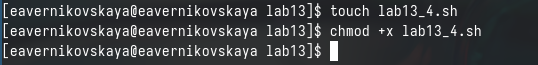 [eavernikovskaya@eavernikovskaya lab13]$ touch lab13_4.sh
[eavernikovskaya@eavernikovskaya lab13]$ chmod +x lab13_4.sh
[eavernikovskaya@eavernikovskaya lab13]$